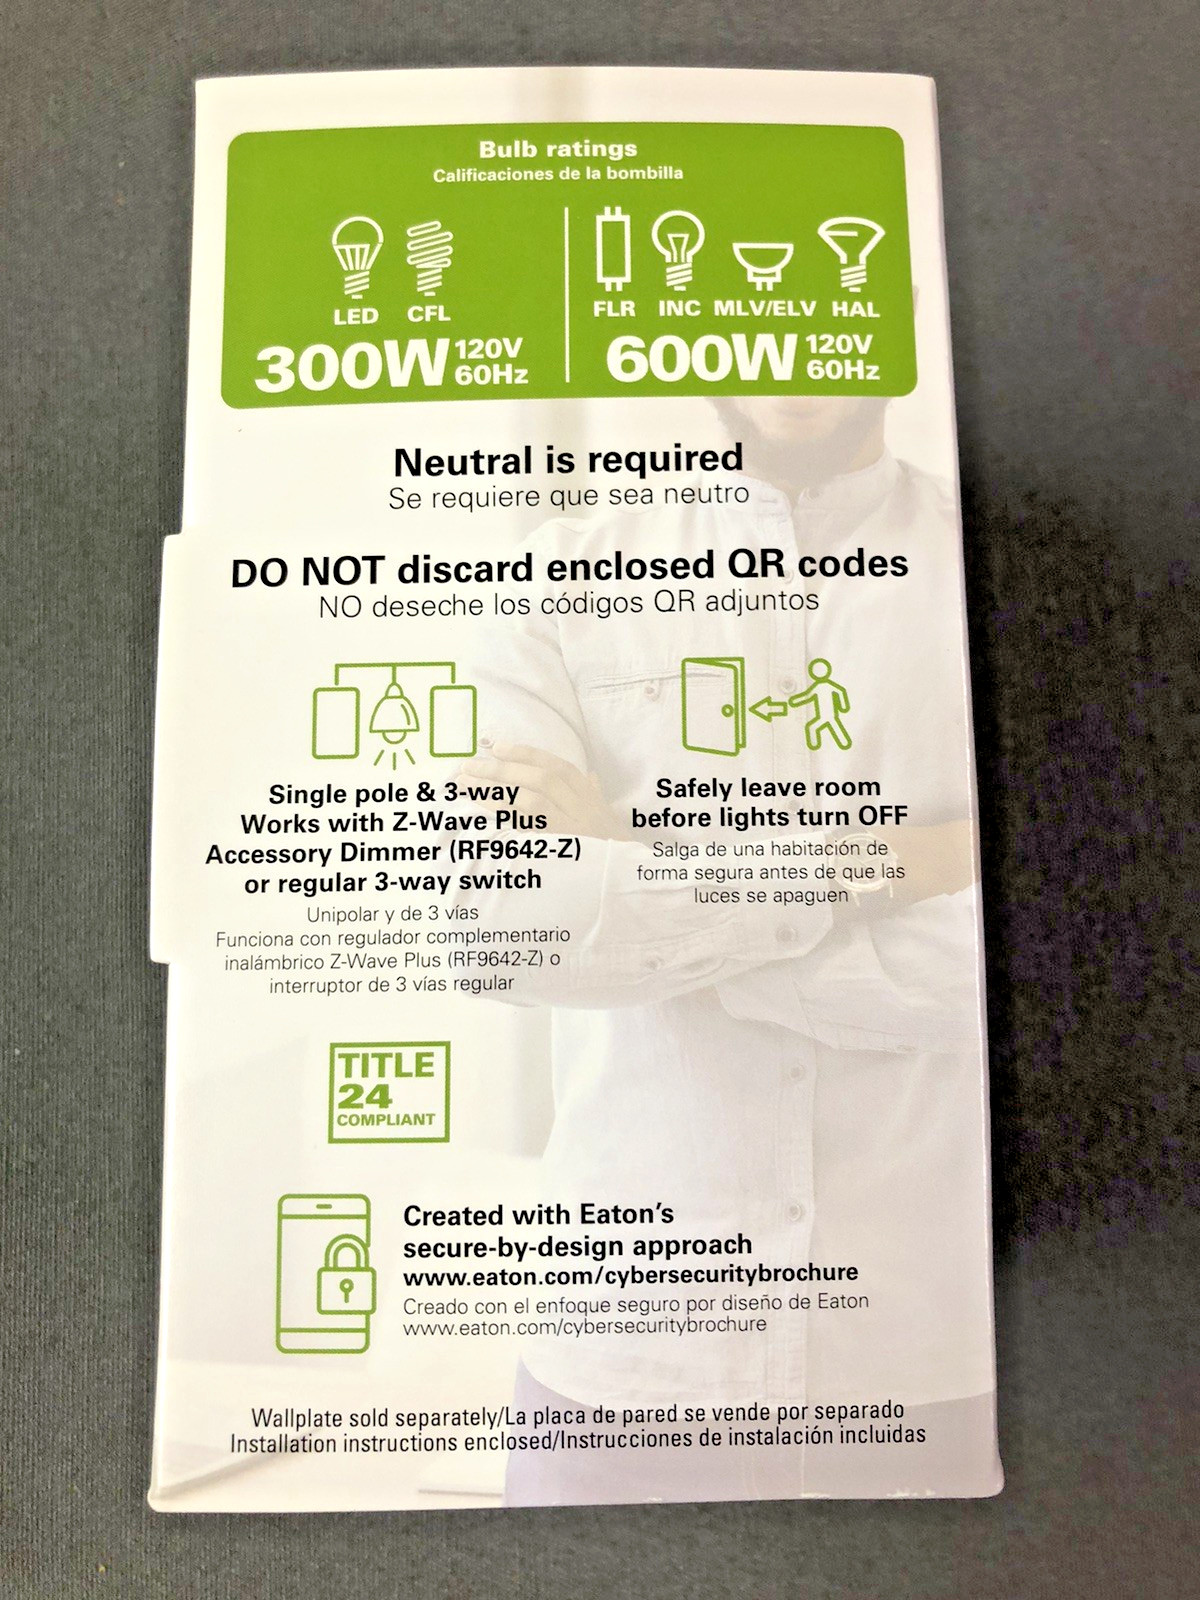 Bulb ratings
Calificaciones de la bombilla
LED CFL
300W 120V 60Hz
FLR INC MLV/ELV HAL
600W 120V 60Hz
Neutral is required
Se requiere que sea neutro
DO NOT discard enclosed QR codes
NO deseche los códigos QR adjuntos
Single pole & 3-way
Works with Z-Wave Plus
Accessory Dimmer (RF9642-Z)
or regular 3-way switch
Unipolar y de 3 vías
Funciona con regulador complementario
inalámbrico Z-Wave Plus (RF9642-Z) o
interruptor de 3 vías regular
Safely leave room
before lights turn OFF
Salga de una habitación de
forma segura antes de que las
luces se apaguen
TITLE
24
COMPLIANT
Created with Eaton's
secure-by-design approach
www.eaton.com/cybersecuritybrochure
Creado con el enfoque seguro por diseño de Eaton
www.eaton.com/cybersecuritybrochure
Wallplate sold separately/La placa de pared se vende por separado
Installation instructions enclosed/Instrucciones de instalación incluidas